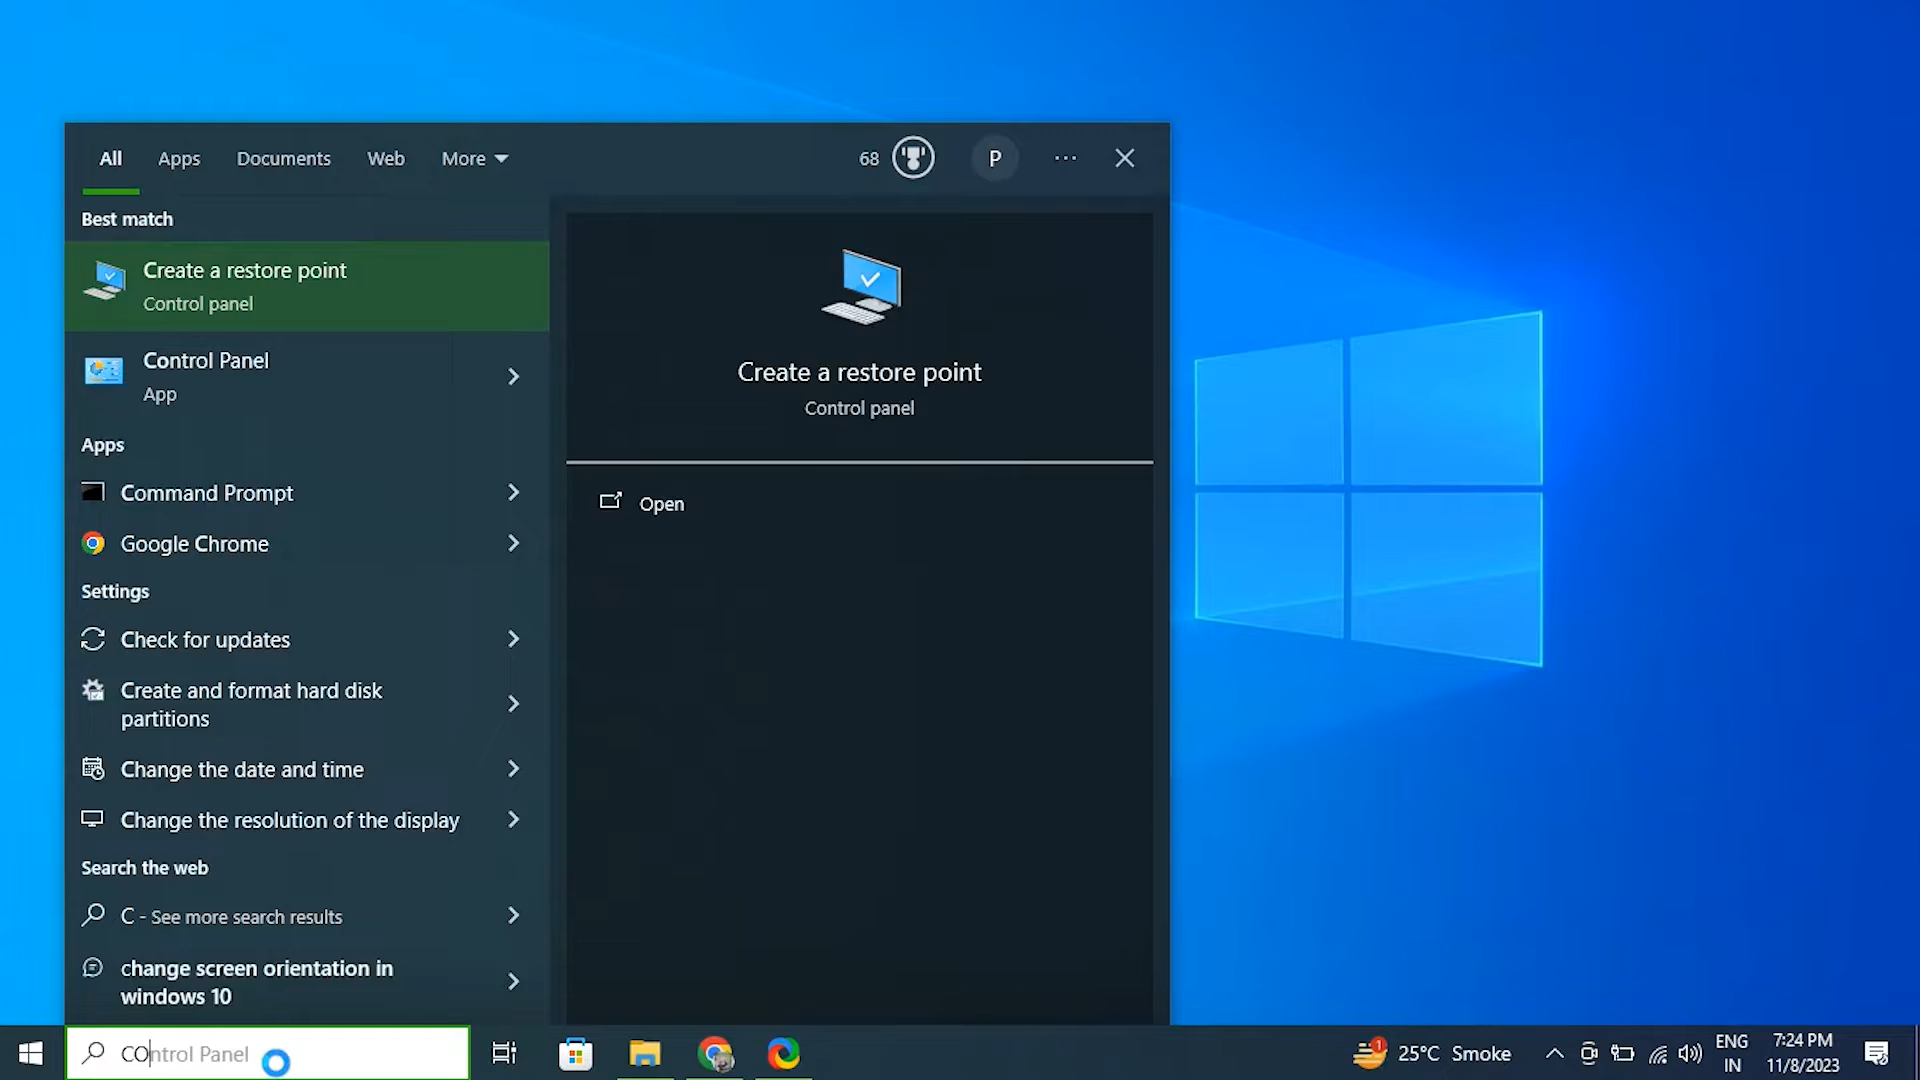 All Apps Documents Web More 68 P
Best match
Create a restore point
Control panel
Control Panel
App
Apps
Command Prompt
Google Chrome
Settings
Check for updates
Create and format hard disk
partitions
Change the date and time
Change the resolution of the display
Search the web
C - See more search results
change screen orientation in
windows 10
Create a restore point
Control panel
Open
COntrol Panel
1
25°C Smoke
ENG
IN
7:24 PM
11/8/2023